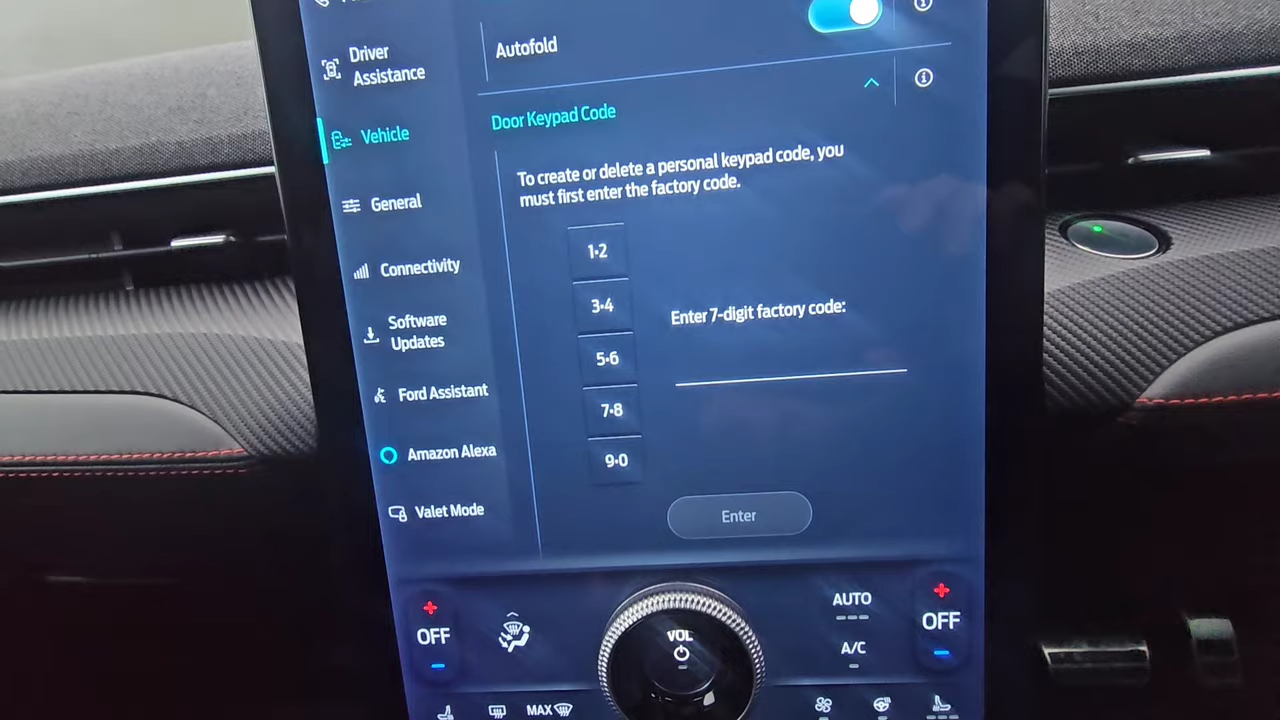 Autofold
Driver
Assistance
Door Keypad Code
Vehicle
To create or delete a personal keypad code, you
must first enter the factory code.
General
1•2
Connectivity
3•4
Enter 7-digit factory code:
Software
Updates
5•6
Ford Assistant
7•8
Amazon Alexa
9•0
Valet Mode
Enter
OFF
VOL
AUTO
OFF
A/C
MAX